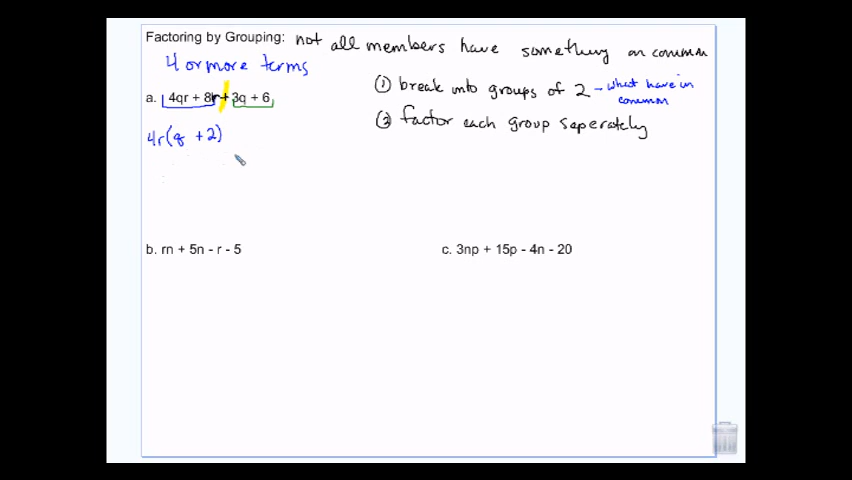 Factoring by Grouping: not all members have something in common
4 or more terms
① break into groups of 2 - what have in common
a. 4qr + 8r + 3q + 6
② factor each group seperately
4r(q + 2)
b. rn + 5n - r - 5
c. 3np + 15p - 4n - 20